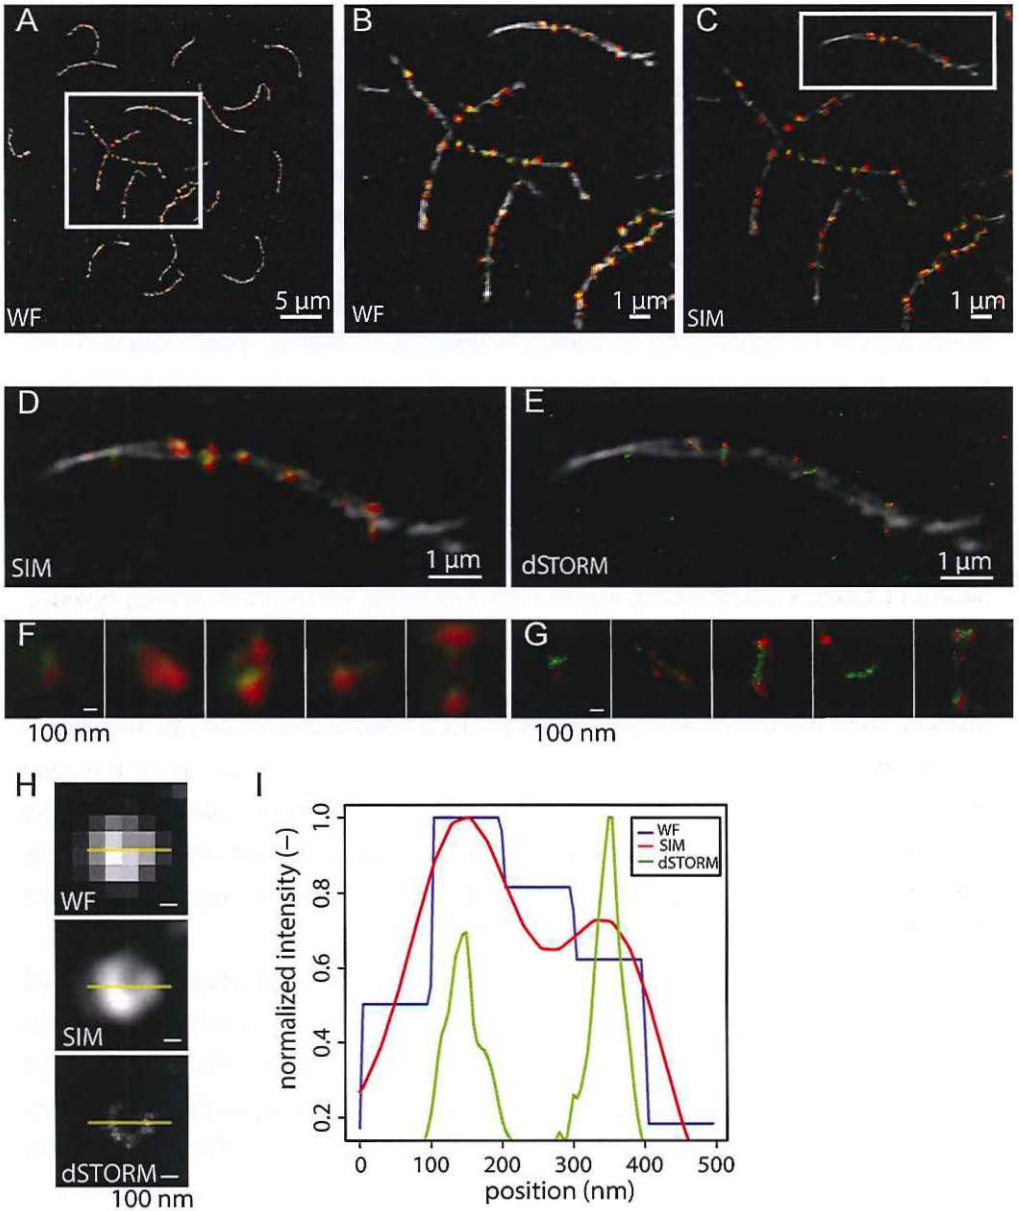 A
B
C
WF
5 µm
WF
1 µm
SIM
1 µm
D
E
SIM
1 µm
dSTORM
1 µm
F
G
100 nm
100 nm
H
I
WF
SIM
dSTORM
100 nm
WF
SIM
dSTORM
normalized intensity (–)
1.0
0.8
0.6
0.4
0.2
0
100
200
300
400
500
position (nm)